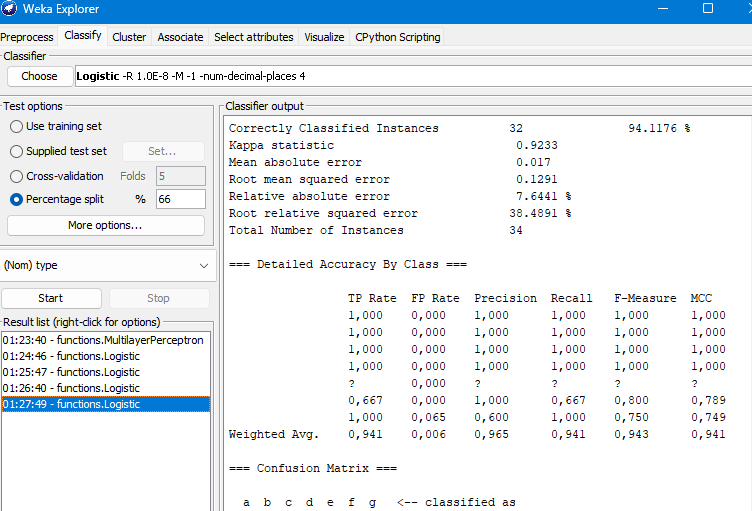 Weka Explorer
Preprocess Classify Cluster Associate Select attributes Visualize CPython Scripting
Classifier
Choose Logistic -R 1.0E-8 -M -1 -num-decimal-places 4
Test options
Use training set
Supplied test set Set...
Cross-validation Folds 5
Percentage split % 66
More options...
(Nom) type
Start Stop
Result list (right-click for options)
01:23:40 - functions.MultilayerPerceptron
01:24:46 - functions.Logistic
01:25:47 - functions.Logistic
01:26:40 - functions.Logistic
01:27:49 - functions.Logistic
Classifier output
Correctly Classified Instances 32 94.1176 %
Kappa statistic 0.9233
Mean absolute error 0.017
Root mean squared error 0.1291
Relative absolute error 7.6441 %
Root relative squared error 38.4891 %
Total Number of Instances 34
=== Detailed Accuracy By Class ===
TP Rate FP Rate Precision Recall F-Measure MCC
1,000 0,000 1,000 1,000 1,000 1,000
1,000 0,000 1,000 1,000 1,000 1,000
1,000 0,000 1,000 1,000 1,000 1,000
1,000 0,000 1,000 1,000 1,000 1,000
? 0,000 ? ? ? ?
0,667 0,000 1,000 0,667 0,800 0,789
1,000 0,065 0,600 1,000 0,750 0,749
Weighted Avg. 0,941 0,006 0,965 0,941 0,943 0,941
=== Confusion Matrix ===
a b c d e f g <-- classified as